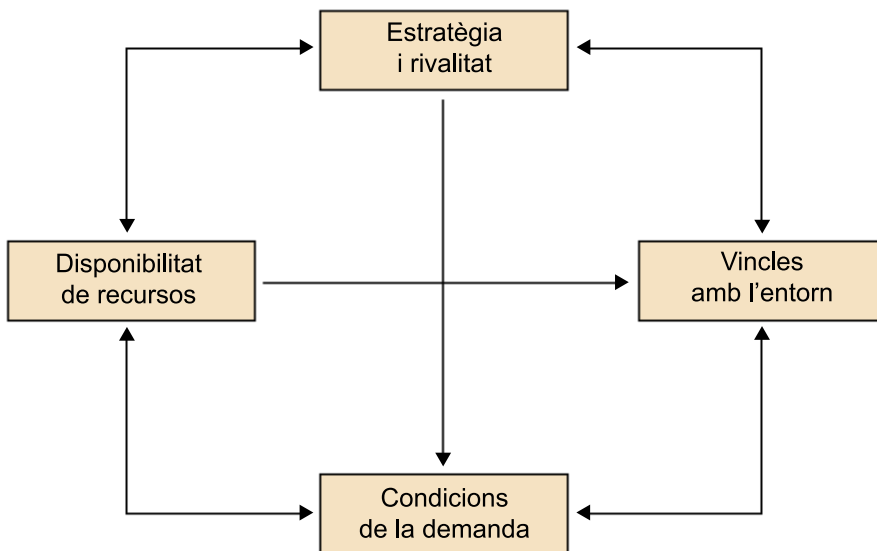 Estratègia
i rivalitat
Disponibilitat
de recursos
Vincles
amb l'entorn
Condicions
de la demanda